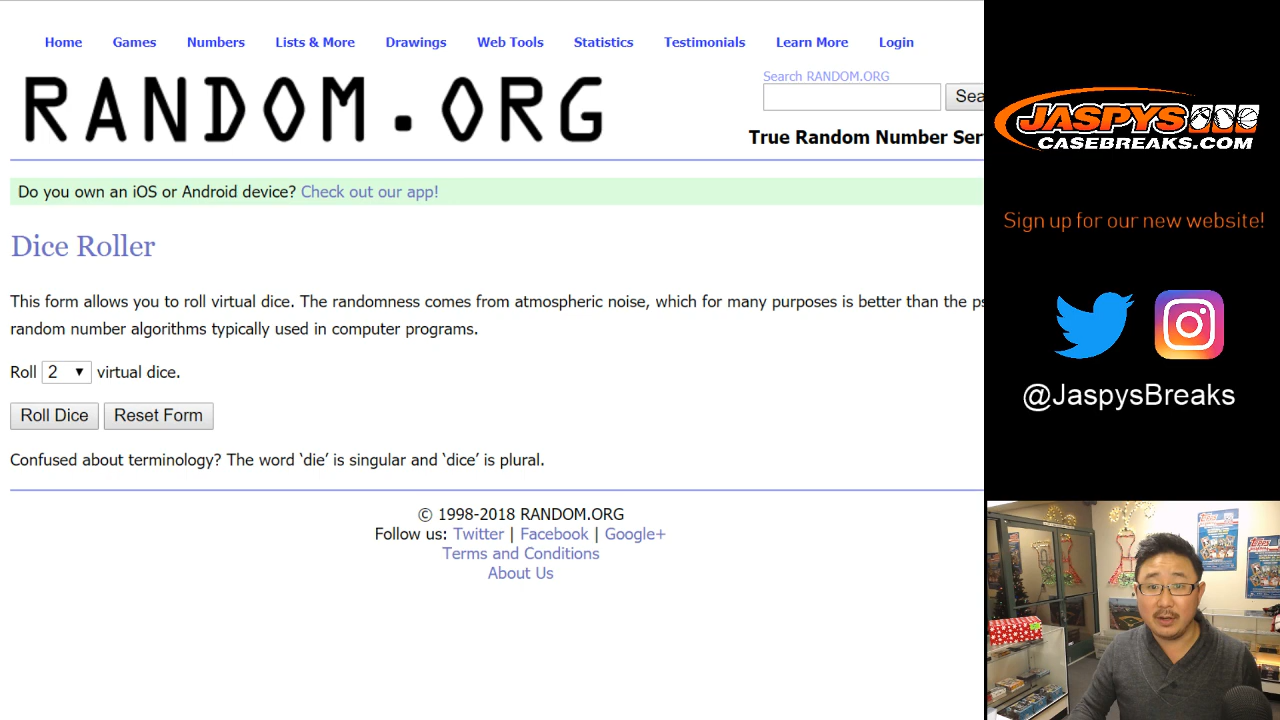 Home Games Numbers Lists & More Drawings Web Tools Statistics Testimonials Learn More Login
RANDOM.ORG
Search RANDOM.ORG
Sea
True Random Number Ser
Do you own an iOS or Android device? Check out our app!
Dice Roller
This form allows you to roll virtual dice. The randomness comes from atmospheric noise, which for many purposes is better than the ps
random number algorithms typically used in computer programs.
Roll 2 virtual dice.
Roll Dice Reset Form
Confused about terminology? The word ‘die’ is singular and ‘dice’ is plural.
© 1998-2018 RANDOM.ORG
Follow us: Twitter | Facebook | Google+
Terms and Conditions
About Us
JASPYS
CASEBREAKS.COM
Sign up for our new website!
@JaspysBreaks